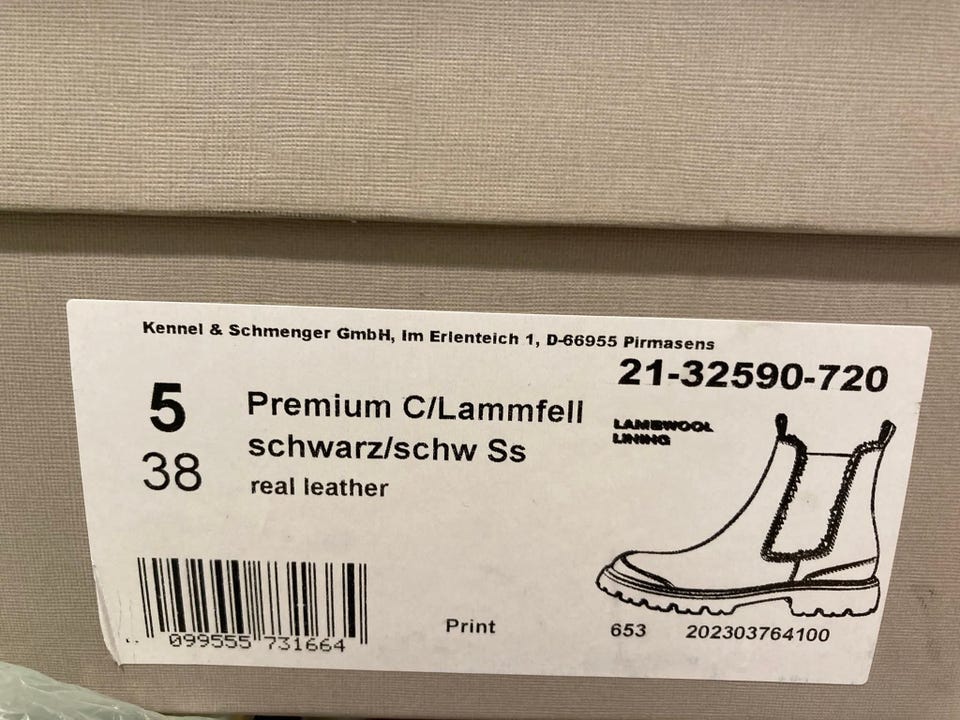 Kennel & Schmenger GmbH, Im Erlenteich 1, D-66955 Pirmasens
21-32590-720
5
38
Premium C/Lammfell
schwarz/schw Ss
real leather
LAMBWOOL
LINING
099555 731664
Print
653 202303764100